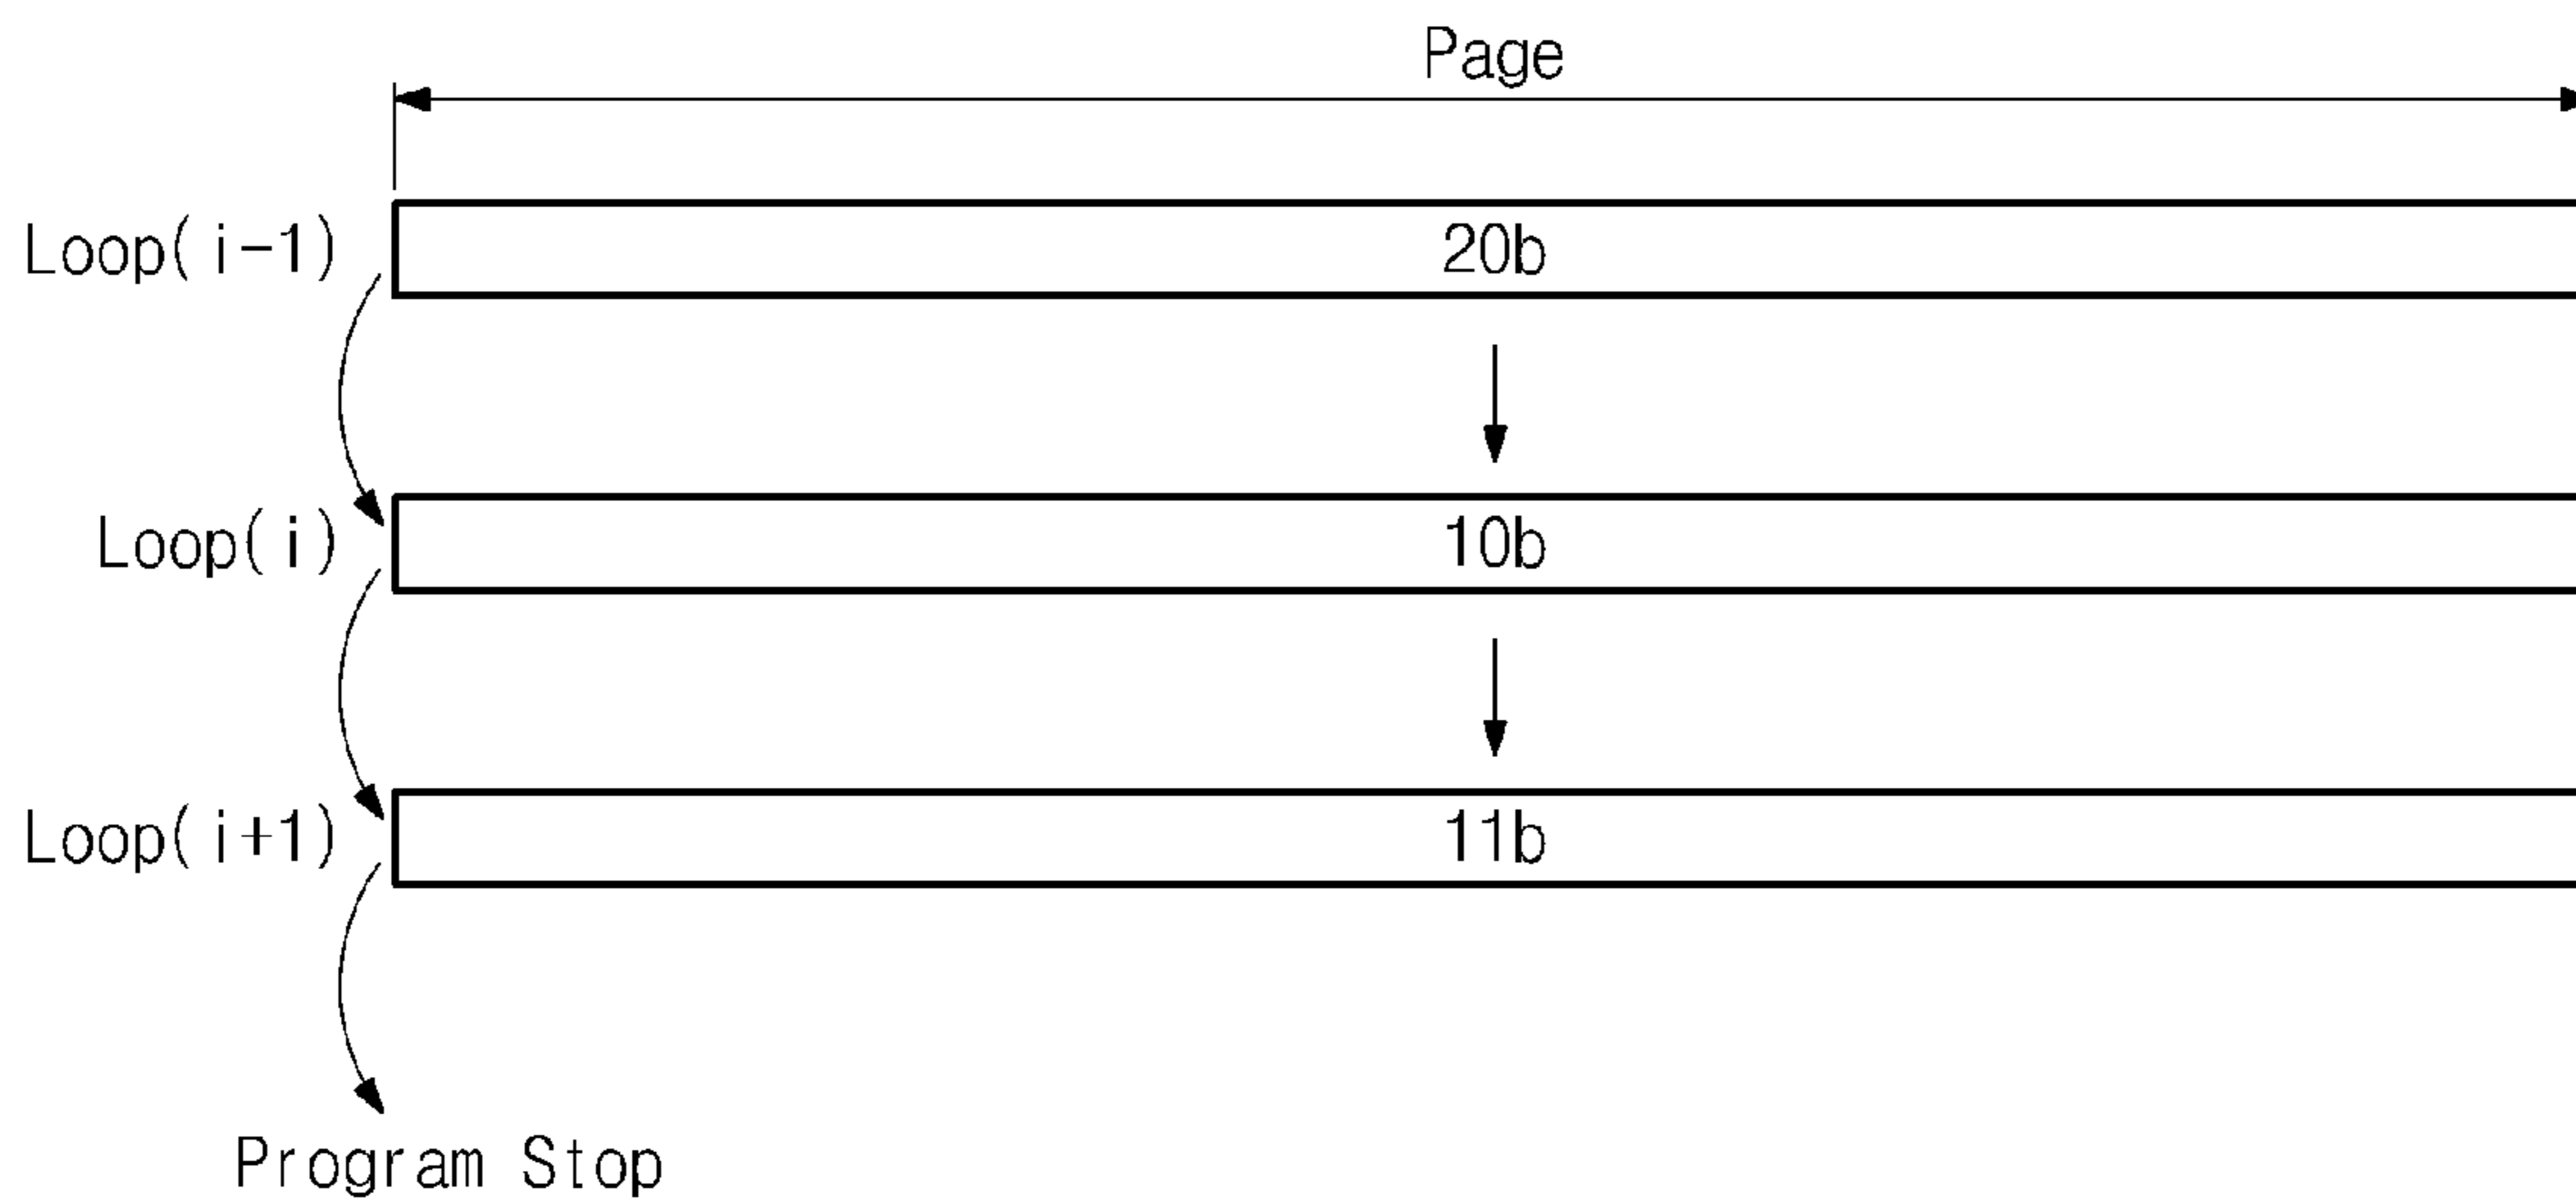 Page
Loop(i-1) 20b
Loop(i) 10b
Loop(i+1) 11b
Program Stop